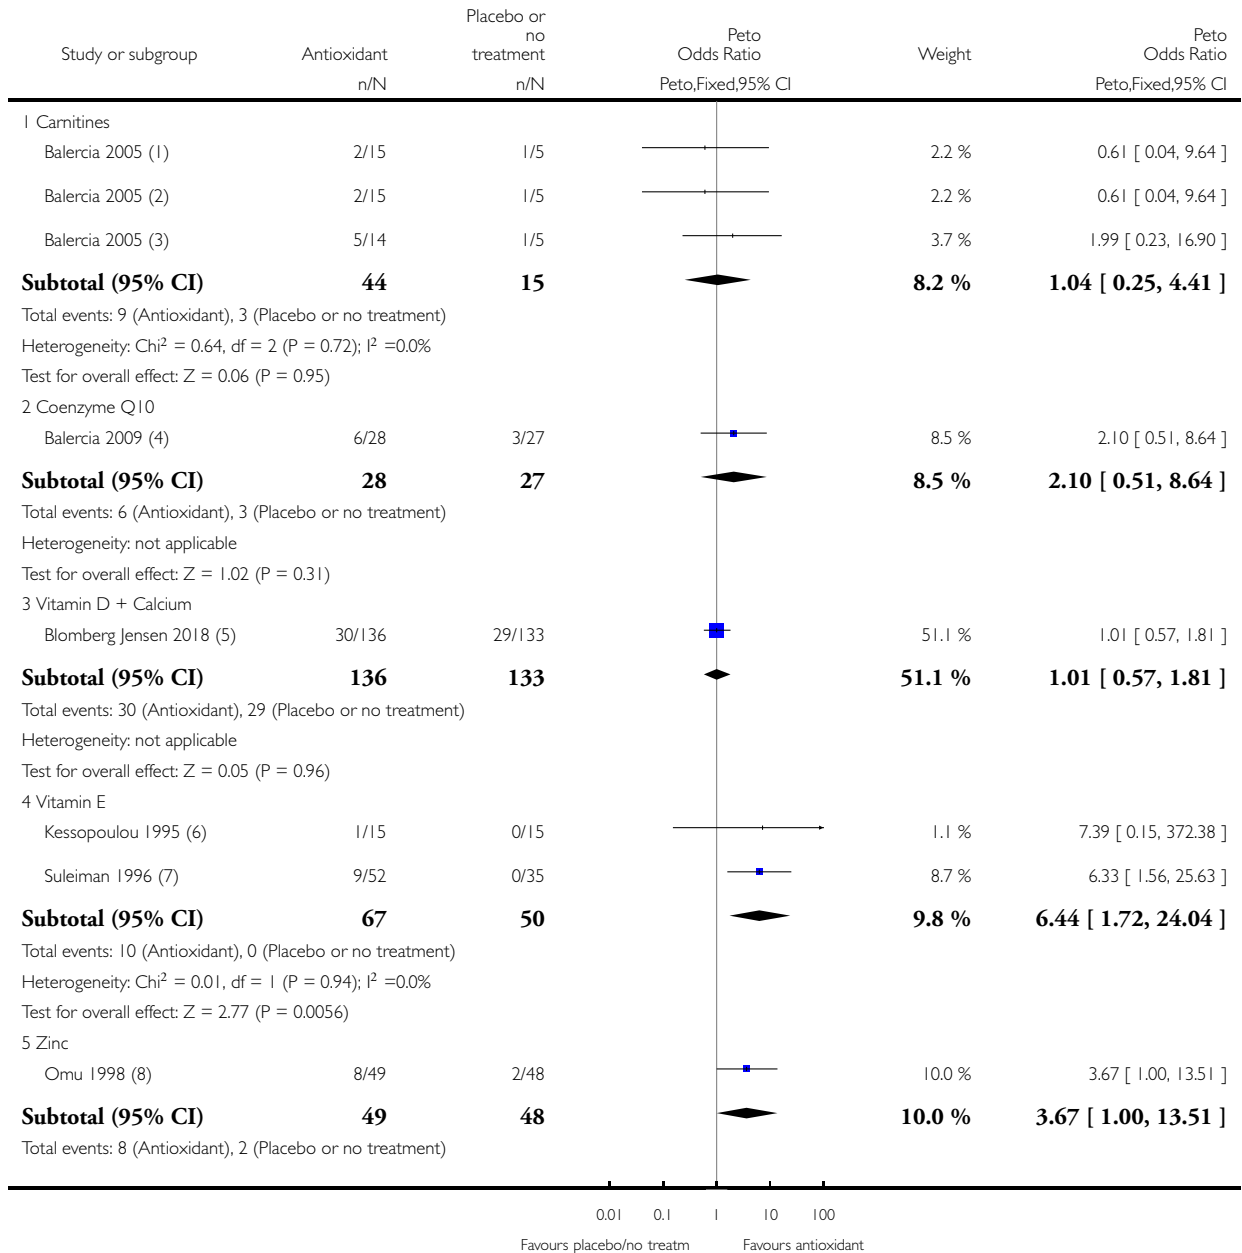 Study or subgroup Antioxidant Placebo or no treatment Peto Odds Ratio Weight Peto Odds Ratio
n/N n/N Peto,Fixed,95% CI Peto,Fixed,95% CI
1 Carnitines
Balercia 2005 (1) 2/15 1/5 2.2 % 0.61 [ 0.04, 9.64 ]
Balercia 2005 (2) 2/15 1/5 2.2 % 0.61 [ 0.04, 9.64 ]
Balercia 2005 (3) 5/14 1/5 3.7 % 1.99 [ 0.23, 16.90 ]
Subtotal (95% CI) 44 15 8.2 % 1.04 [ 0.25, 4.41 ]
Total events: 9 (Antioxidant), 3 (Placebo or no treatment)
Heterogeneity: Chi² = 0.64, df = 2 (P = 0.72); I² =0.0%
Test for overall effect: Z = 0.06 (P = 0.95)
2 Coenzyme Q10
Balercia 2009 (4) 6/28 3/27 8.5 % 2.10 [ 0.51, 8.64 ]
Subtotal (95% CI) 28 27 8.5 % 2.10 [ 0.51, 8.64 ]
Total events: 6 (Antioxidant), 3 (Placebo or no treatment)
Heterogeneity: not applicable
Test for overall effect: Z = 1.02 (P = 0.31)
3 Vitamin D + Calcium
Blomberg Jensen 2018 (5) 30/136 29/133 51.1 % 1.01 [ 0.57, 1.81 ]
Subtotal (95% CI) 136 133 51.1 % 1.01 [ 0.57, 1.81 ]
Total events: 30 (Antioxidant), 29 (Placebo or no treatment)
Heterogeneity: not applicable
Test for overall effect: Z = 0.05 (P = 0.96)
4 Vitamin E
Kessopoulou 1995 (6) 1/15 0/15 1.1 % 7.39 [ 0.15, 372.38 ]
Suleiman 1996 (7) 9/52 0/35 8.7 % 6.33 [ 1.56, 25.63 ]
Subtotal (95% CI) 67 50 9.8 % 6.44 [ 1.72, 24.04 ]
Total events: 10 (Antioxidant), 0 (Placebo or no treatment)
Heterogeneity: Chi² = 0.01, df = 1 (P = 0.94); I² =0.0%
Test for overall effect: Z = 2.77 (P = 0.0056)
5 Zinc
Omu 1998 (8) 8/49 2/48 10.0 % 3.67 [ 1.00, 13.51 ]
Subtotal (95% CI) 49 48 10.0 % 3.67 [ 1.00, 13.51 ]
Total events: 8 (Antioxidant), 2 (Placebo or no treatment)
0.01 0.1 1 10 100
Favours placebo/no treatm Favours antioxidant